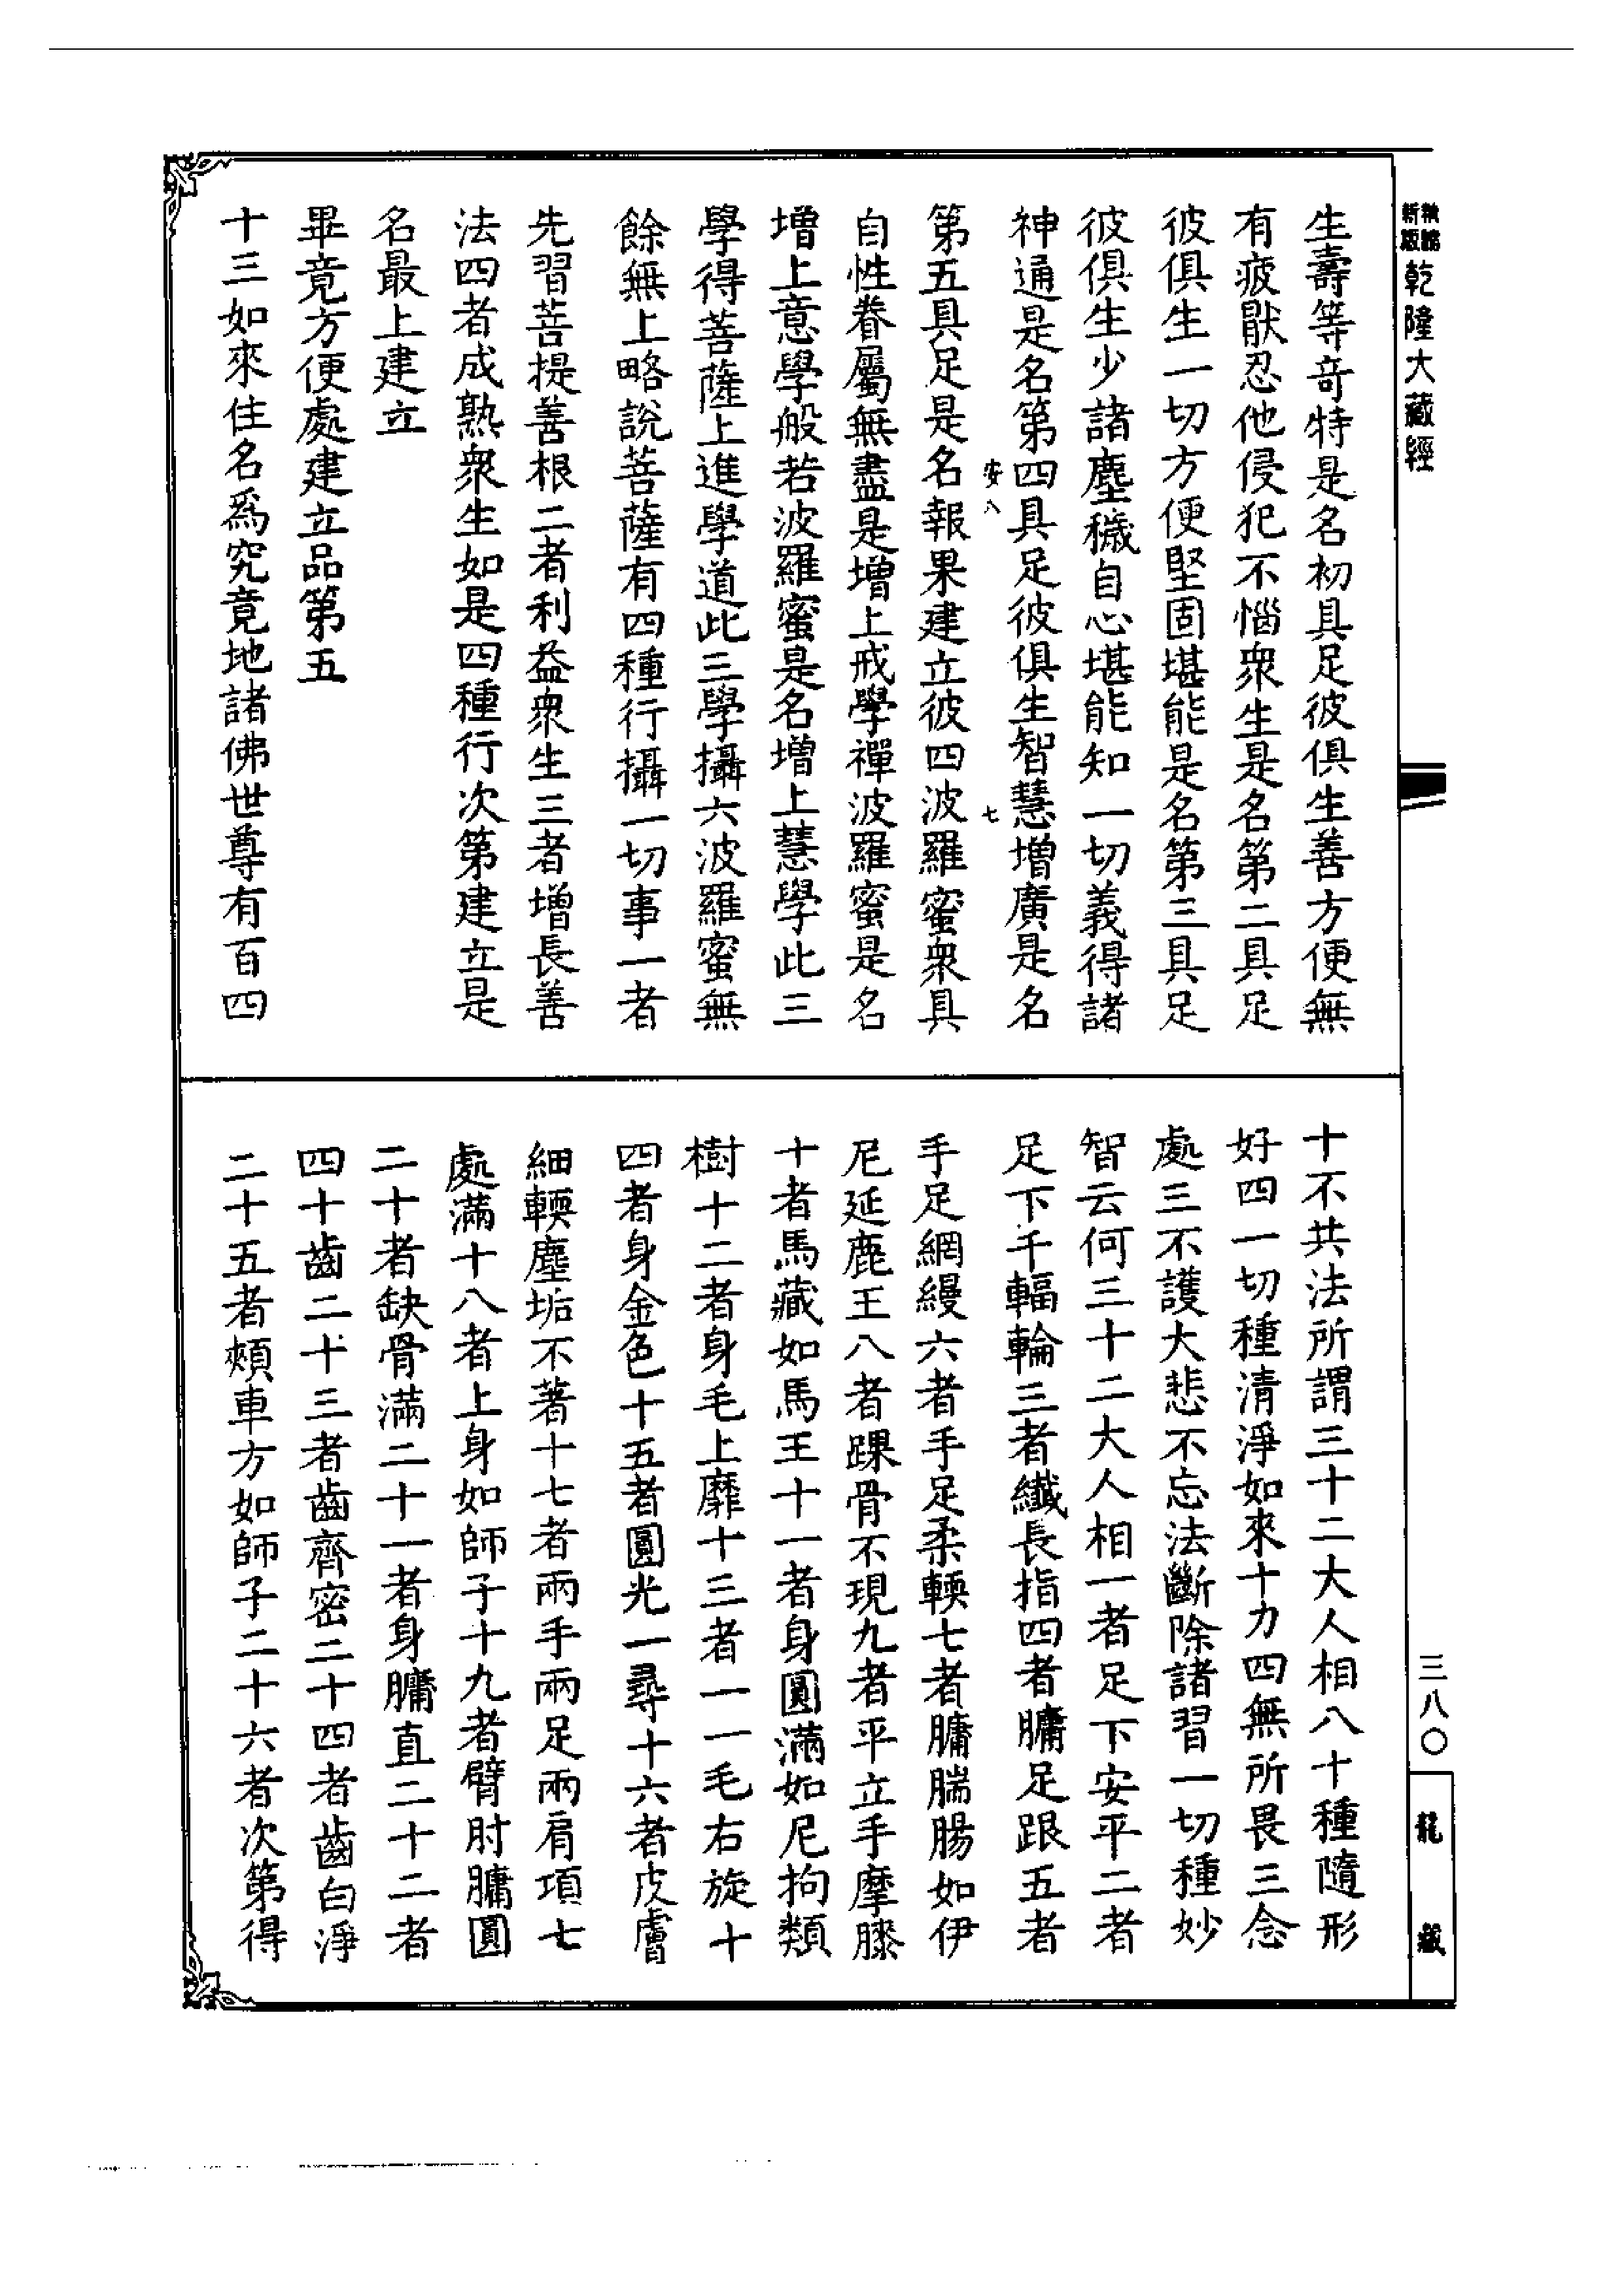 新版
精縮
乾隆大藏經
生壽等奇特是名初具足彼俱生善方便無
有疲厭忍他侵犯不惱眾生是名第二具足
彼俱生一切方便堅固堪能是名第三具足
彼俱生少諸塵穢自心堪能知一切義得諸
神通是名第四具足彼俱生智慧增廣是名
安八
七
第五具足是名報果建立彼四波羅蜜眾具
自性眷屬無盡是增上戒學禪波羅蜜是名
增上意學般若波羅蜜是名增上慧學此三
學得菩薩上進學道此三學攝六波羅蜜無
餘無上略說菩薩有四種行攝一切事一者
先習菩提善根二者利益眾生三者增長善
法四者成熟眾生如是四種行次第建立是
名最上建立
畢竟方便處建立品第五
十三如來住名為究竟地諸佛世尊有百四
十不共法所謂三十二大人相八十種隨形
好四一切種清淨如來十力四無所畏三念
處三不護大悲不忘法斷除諸習一切種妙
智云何三十二大人相一者足下安平二者
足下千輻輪三者纖長指四者𦟛足跟五者
手足網縵六者手足柔輭七者𦟛腨腸如伊
尼延鹿王八者踝骨不現九者平立手摩膝
十者馬藏如馬王十一者身圓滿如尼拘類
樹十二者身毛上靡十三者一一毛右旋十
四者身金色十五者圓光一尋十六者皮膚
細輭塵垢不著十七者兩手兩足兩肩項七
處滿十八者上身如師子十九者臂肘𦟛圓
二十者缺骨滿二十一者身𦟛直二十二者
四十齒二十三者齒齊密二十四者齒白淨
二十五者頰車方如師子二十六者次第得
三八〇
龍藏